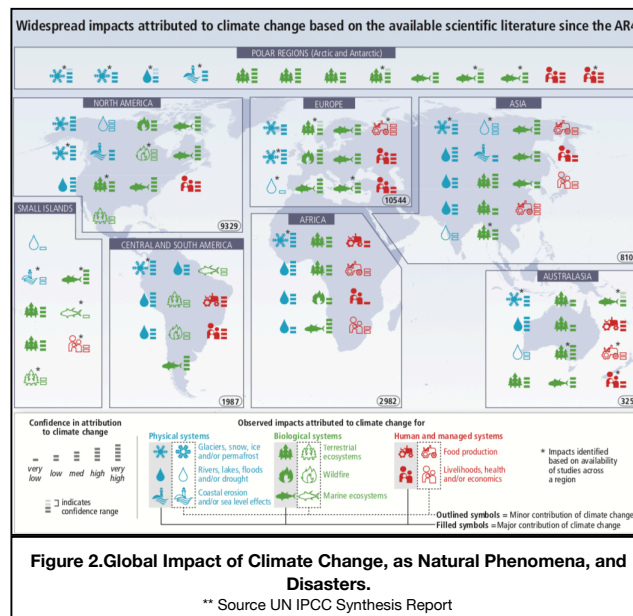 Widespread impacts attributed to climate change based on the available scientific literature since the AR4
POLAR REGIONS (Arctic and Antarctic)
NORTH AMERICA
EUROPE
ASIA
9329
10544
SMALL ISLANDS
CENTRAL AND SOUTH AMERICA
AFRICA
810
AUSTRALASIA
1987
2982
325
Confidence in attribution
to climate change
very
low
low
med
high
very
high
indicates
confidence range
Observed impacts attributed to climate change for
Physical systems
Glaciers, snow, ice
and/or permafrost
Rivers, lakes, floods
and/or drought
Coastal erosion
and/or sea level effects
Biological systems
Terrestrial
ecosystems
Wildfire
Marine ecosystems
Human and managed systems
Food production
Livelihoods, health
and/or economics
* Impacts identified
based on availability
of studies across
a region
Outlined symbols = Minor contribution of climate change
Filled symbols = Major contribution of climate change
Figure 2.Global Impact of Climate Change, as Natural Phenomena, and
Disasters.
** Source UN IPCC Synthesis Report